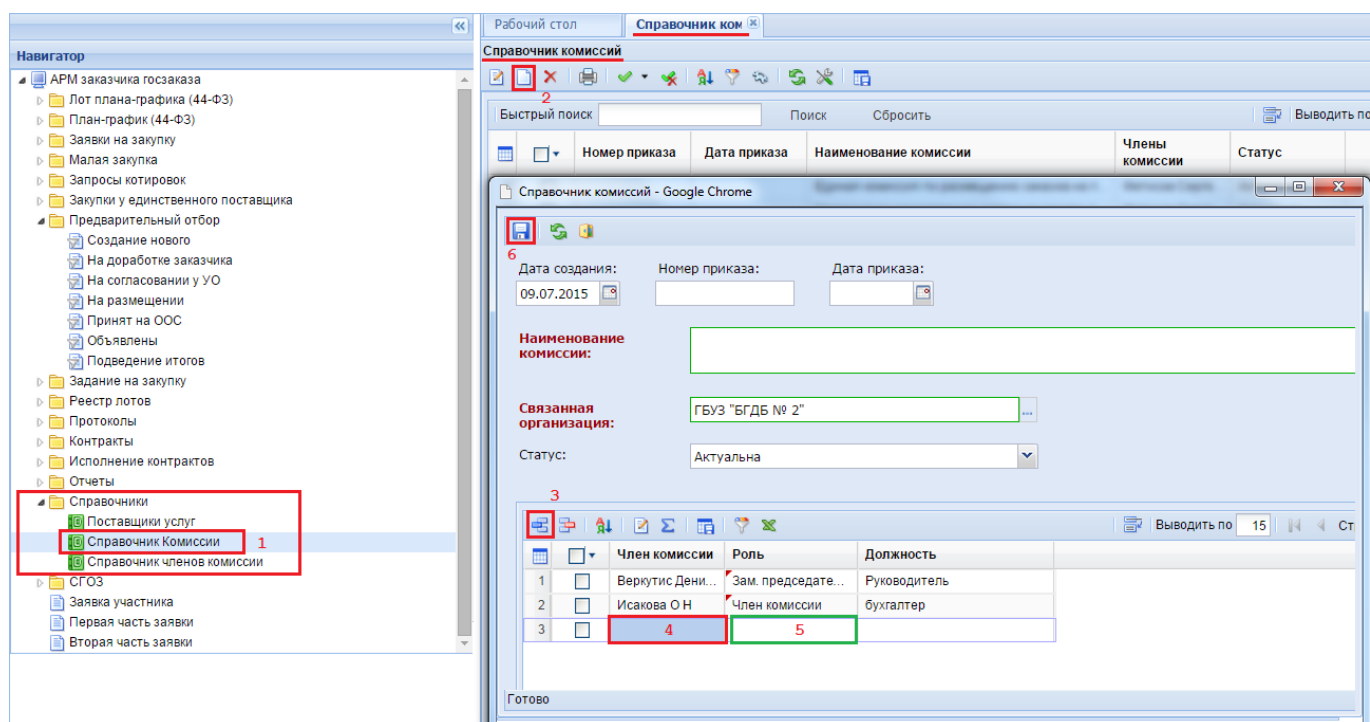 Навигатор
АРМ заказчика госзаказа
Лот плана-графика (44-ФЗ)
План-график (44-ФЗ)
Заявки на закупку
Малая закупка
Запросы котировок
Закупки у единственного поставщика
Предварительный отбор
Создание нового
На доработке заказчика
На согласовании у УО
На размещении
Принят на ООС
Объявлены
Подведение итогов
Задание на закупку
Реестр лотов
Протоколы
Контракты
Исполнение контрактов
Отчеты
Справочники
Поставщики услуг
Справочник Комиссии 1
Справочник членов комиссии
СГОЗ
Заявка участника
Первая часть заявки
Вторая часть заявки
Рабочий стол Справочник ком
Справочник комиссий
2
Быстрый поиск Поиск Сбросить Выводить по
Номер приказа Дата приказа Наименование комиссии Члены комиссии Статус
Справочник комиссий - Google Chrome
6
Дата создания: Номер приказа: Дата приказа:
09.07.2015
Наименование
комиссии:
Связанная
организация:
ГБУЗ "БГДБ № 2" ...
Статус: Актуальна
3
Выводить по 15 Ст
Член комиссии Роль Должность
1 Веркутис Дени... Зам. председате... Руководитель
2 Исакова О Н Член комиссии бухгалтер
3 4 5
Готово